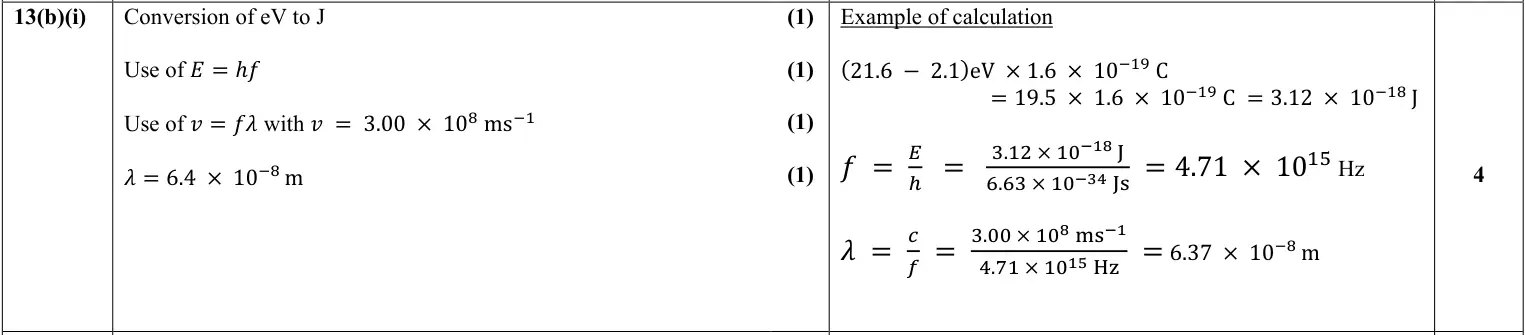 13(b)(i) Conversion of eV to J (1) Example of calculation
Use of E = hf (1) (21.6 − 2.1)eV × 1.6 × 10⁻¹⁹ C
= 19.5 × 1.6 × 10⁻¹⁹ C = 3.12 × 10⁻¹⁸ J
Use of v = fλ with v = 3.00 × 10⁸ ms⁻¹ (1)
λ = 6.4 × 10⁻⁸ m (1) f = E/h = 3.12 × 10⁻¹⁸ J / 6.63 × 10⁻³⁴ Js = 4.71 × 10¹⁵ Hz 4
λ = c/f = 3.00 × 10⁸ ms⁻¹ / 4.71 × 10¹⁵ Hz = 6.37 × 10⁻⁸ m